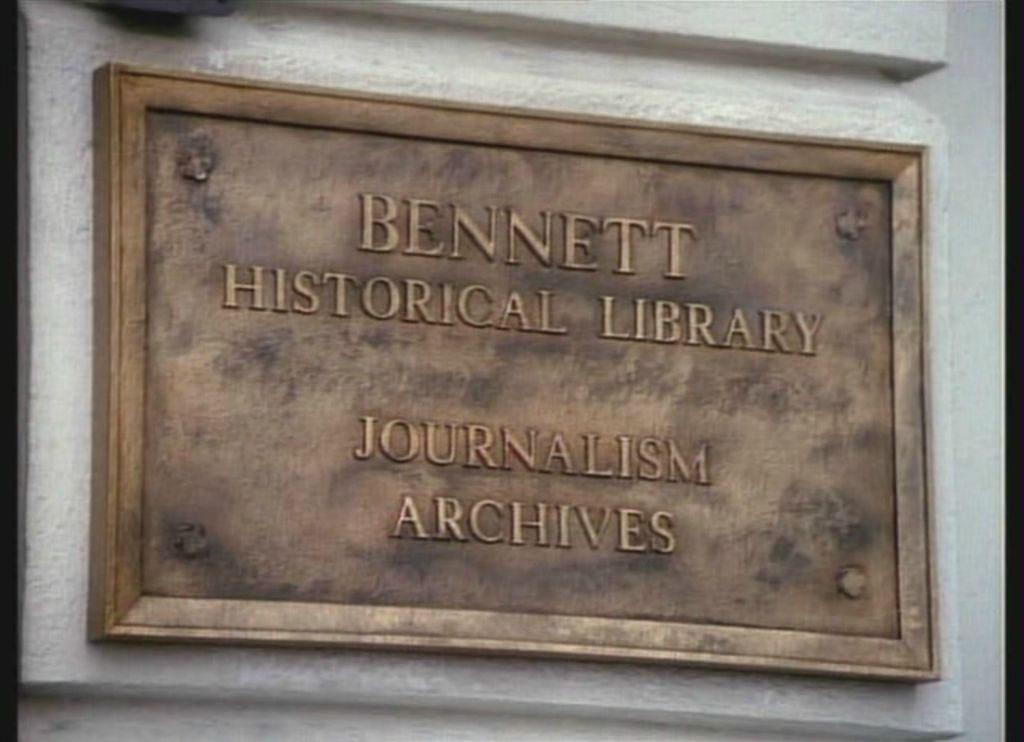 BENNETT
HISTORICAL LIBRARY
JOURNALISM
ARCHIVES